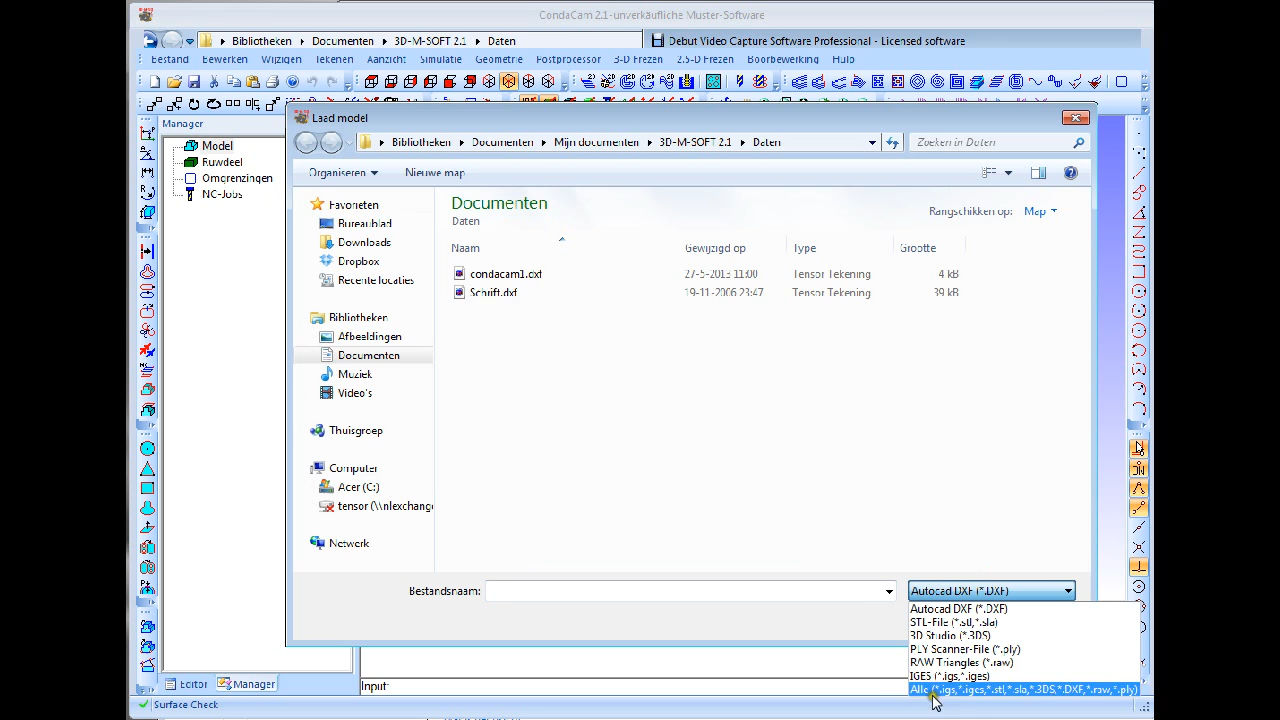 CondaCam 2.1-unverkäufliche Muster-Software
Bibliotheken Documenten 3D-M-SOFT 2.1 Daten
Debut Video Capture Software Professional - Licensed software
Bestand Bewerken Wijzigen Tekenen Aanzicht Simulatie Geometrie Postprocessor 3-D Frezen 2.5-D Frezen Boorbewerking Hulp
Manager
Model
Ruwdeel
Omgrenzingen
NC-Jobs
Laad model
Bibliotheken Documenten Mijn documenten 3D-M-SOFT 2.1 Daten
Zoeken in Daten
Organiseren Nieuwe map
Favorieten
Bureaublad
Downloads
Dropbox
Recente locaties
Bibliotheken
Afbeeldingen
Documenten
Muziek
Video's
Thuisgroep
Computer
Acer (C:)
tensor (\\nlexchange
Netwerk
Documenten
Daten
Rangschikken op: Map
Naam Gewijzigd op Type Grootte
condacam1.dxf 27-5-2013 11:00 Tensor Tekening 4 kB
Schrift.dxf 19-11-2006 23:47 Tensor Tekening 39 kB
Bestandsnaam:
Autocad DXF (*.DXF)
Autocad DXF (*.DXF)
STL-File (*.stl,*.sla)
3D Studio (*.3DS)
PLY Scanner-File (*.ply)
RAW Triangles (*.raw)
IGES (*.igs,*.iges)
Alle (*.igs,*.iges,*.stl,*.sla,*.3DS,*.DXF,*.raw,*.ply)
Editor Manager
Input:
Surface Check